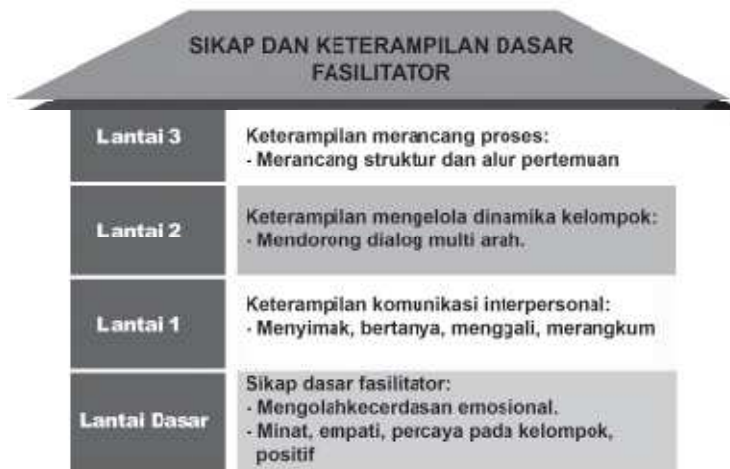 SIKAP DAN KETERAMPILAN DASAR
FASILITATOR
Lantai 3
Keterampilan merancang proses:
- Merancang struktur dan alur pertemuan
Lantai 2
Keterampilan mengelola dinamika kelompok:
- Mendorong dialog multi arah.
Lantai 1
Keterampilan komunikasi interpersonal:
- Menyimak, bertanya, menggali, merangkum
Lantai Dasar
Sikap dasar fasilitator:
- Mengolahkecerdasan emosional.
- Minat, empati, percaya pada kelompok,
positif